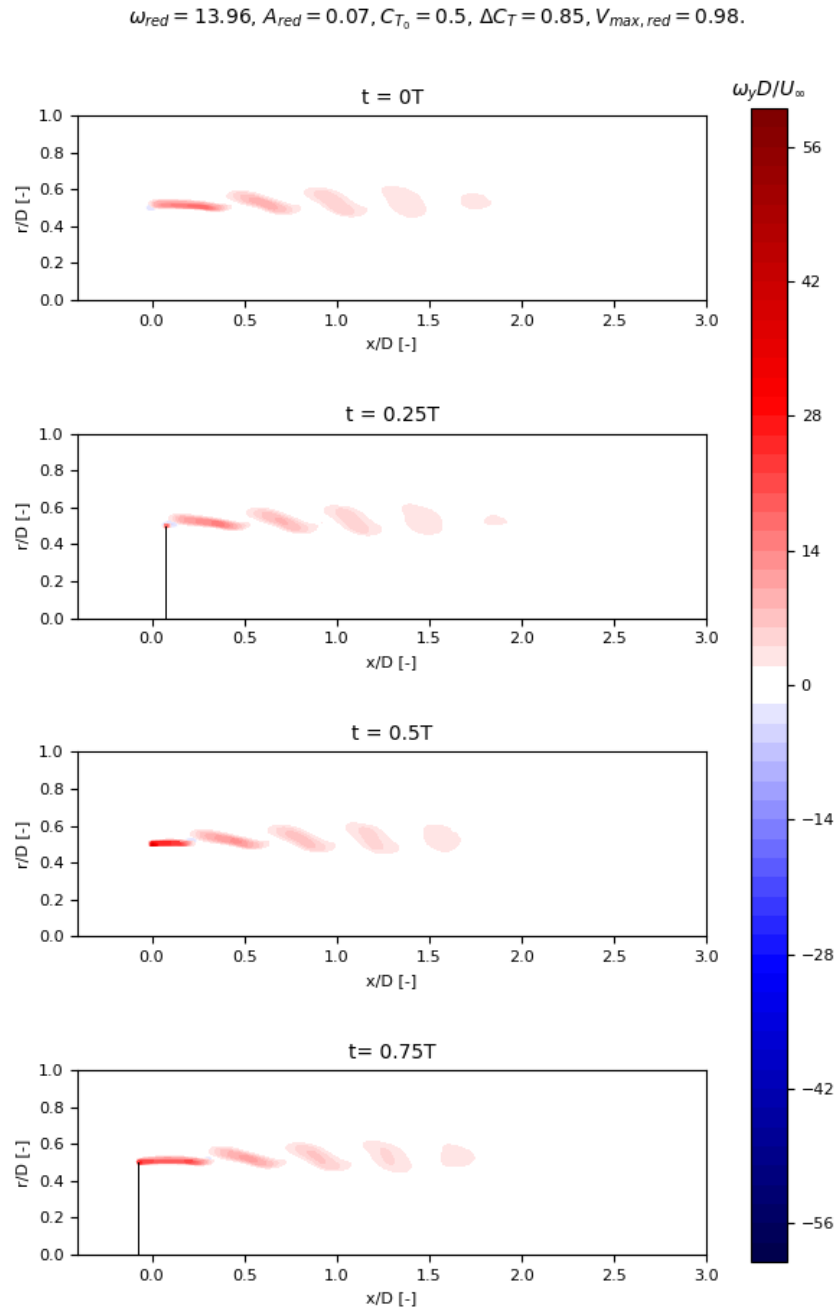 ω_red = 13.96, A_red = 0.07, C_T₀ = 0.5, ΔC_T = 0.85, V_max, red = 0.98.
ω_yD/U_∞
t = 0T
1.0
0.8
0.6
0.4
0.2
0.0
r/D [-]
0.0 0.5 1.0 1.5 2.0 2.5 3.0
x/D [-]
t = 0.25T
1.0
0.8
0.6
0.4
0.2
0.0
r/D [-]
0.0 0.5 1.0 1.5 2.0 2.5 3.0
x/D [-]
t = 0.5T
1.0
0.8
0.6
0.4
0.2
0.0
r/D [-]
0.0 0.5 1.0 1.5 2.0 2.5 3.0
x/D [-]
t= 0.75T
1.0
0.8
0.6
0.4
0.2
0.0
r/D [-]
0.0 0.5 1.0 1.5 2.0 2.5 3.0
x/D [-]
56
42
28
14
0
−14
−28
−42
−56